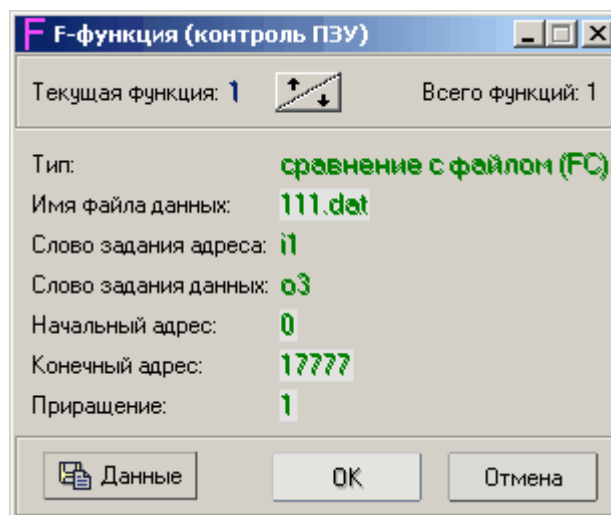 F F-функция (контроль ПЗУ)
Текущая функция: 1 Всего функций: 1
Тип: сравнение с файлом (FC)
Имя файла данных: 111.dat
Слово задания адреса: i1
Слово задания данных: o3
Начальный адрес: 0
Конечный адрес: 17777
Приращение: 1
Данные OK Отмена